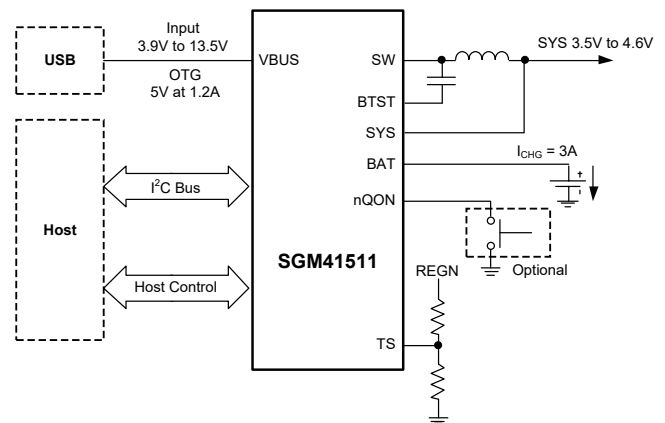 USB
Input
3.9V to 13.5V
OTG
5V at 1.2A
VBUS
SW
SYS 3.5V to 4.6V
BTST
SYS
BAT
I_CHG = 3A
+
-
nQON
Optional
Host
I²C Bus
Host Control
SGM41511
REGN
TS